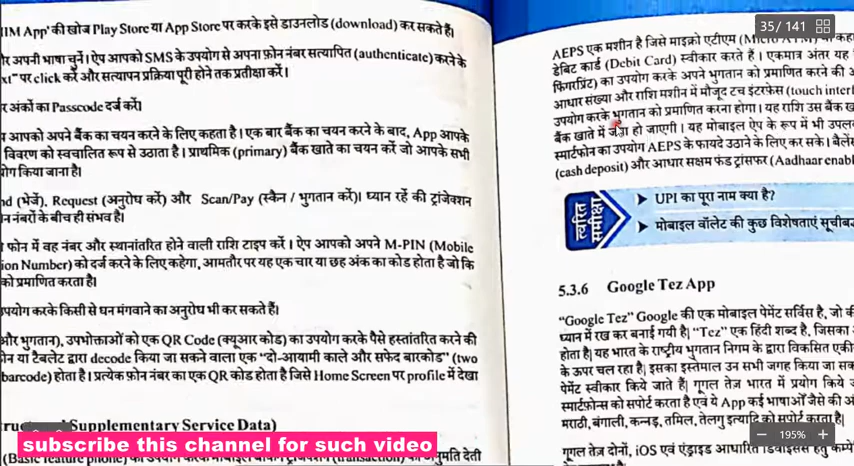 IIM App' की खोज Play Store या App Store पर करके इसे डाउनलोड (download) कर सकते हैं।
र अपनी भाषा चुनें। ऐप आपको SMS के उपयोग से अपना फ़ोन नंबर सत्यापित (authenticate) करने के
xt” पर click करें और सत्यापन प्रक्रिया पूरी होने तक प्रतीक्षा करें।
र अंकों का Passcode दर्ज करें।
आपको अपने बैंक का चयन करने के लिए कहता है। एक बार बैंक का चयन करने के बाद, App आपके
विवरण को स्वचालित रूप से उठाता है। प्राथमिक (primary) बैंक खाते का चयन करें जो आपके सभी
योग किया जाना है।
nd (भेजें), Request (अनुरोध करें) और Scan/Pay (स्कैन / भुगतान करें)। ध्यान रहें की ट्रांजेक्शन
न नंबरों के बीच ही संभव है।
फोन में वह नंबर और स्थानांतरित होने वाली राशि टाइप करें। ऐप आपको अपने M-PIN (Mobile
ion Number) को दर्ज करने के लिए कहेगा, आमतौर पर यह एक चार या छह अंक का कोड होता है जो कि
को प्रमाणित करता है।
उपयोग करके किसी से धन मंगवाने का अनुरोध भी कर सकते हैं।
और भुगतान), उपभोक्ताओं को एक QR Code (क्यूआर कोड) का उपयोग करके पैसे हस्तांतरित करने की
न या टैबलेट द्वारा decode किया जा सकने वाला एक “दो-आयामी काले और सफेद बारकोड” (two
barcode) होता है। प्रत्येक फ़ोन नंबर का एक QR कोड होता है जिसे Home Screen पर profile में देखा
Supplementary Service Data)
(Basic feature phone)
subscribe this channel for such video
35 / 141
AEPS एक मशीन है जिसे माइक्रो एटीएम
डेबिट कार्ड (Debit Card) स्वीकार करते हैं। एकमात्र अंतर यह
फिंगरप्रिंट) का उपयोग करके अपने भुगतान को प्रमाणित करने की
आधार संख्या और राशि मशीन में मौजूद टच इंटरफ़ेस (touch interf
उपयोग करके भुगतान को प्रमाणित करना होगा। यह राशि उस बैंक
बैंक खाते में जमा हो जाएगी। यह मोबाइल ऐप के रूप में भी उपल
स्मार्टफोन का उपयोग AEPS के फायदे उठाने के लिए कर सके।
(cash deposit) और आधार सक्षम फंड ट्रांसफर (Aadhaar enabl
त्वरित समीक्षा
➤ UPI का पूरा नाम क्या है?
➤ मोबाइल वॉलेट की कुछ विशेषताएं सूचीब
5.3.6 Google Tez App
“Google Tez” Google की एक मोबाइल पेमेंट सर्विस है, जो
ध्यान में रख कर बनाई गयी है। “Tez” एक हिंदी शब्द है, जिसका
होता है। यह भारत के राष्ट्रीय भुगतान निगम के द्वारा विकसित
के ऊपर चल रहा है। इसका इस्तेमाल उन सभी जगह किया जा
पेमेंट स्वीकार किये जाते हैं। गूगल तेज भारत में प्रयोग किये
स्मार्टफ़ोन्स को सपोर्ट करता है एवं ये App कई भाषाओँ जैसे की
मराठी, बंगाली, कन्नड़, तमिल, तेलगु इत्यादि को सपोर्ट करता है।
195%
गूगल तेज़ दोनों, iOS एवं एंड्राइड आधारित डिवाइसेस